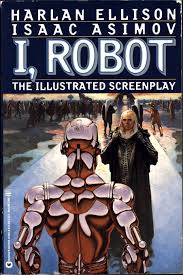 HARLAN ELLISON
ISAAC ASIMOV
I, ROBOT
THE ILLUSTRATED SCREENPLAY